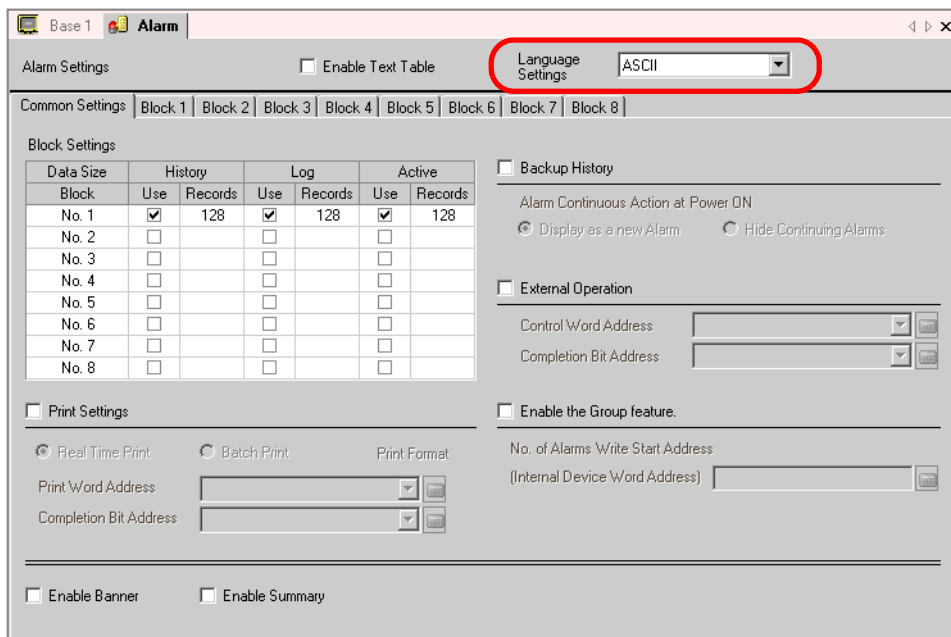 Base 1 Alarm
Alarm Settings Enable Text Table Language Settings ASCII
Common Settings Block 1 Block 2 Block 3 Block 4 Block 5 Block 6 Block 7 Block 8
Block Settings
Data Size History Log Active
Block Use Records Use Records Use Records
No. 1 128 128 128
No. 2
No. 3
No. 4
No. 5
No. 6
No. 7
No. 8
Backup History
Alarm Continuous Action at Power ON
Display as a new Alarm Hide Continuing Alarms
External Operation
Control Word Address
Completion Bit Address
Print Settings
Real Time Print Batch Print Print Format
Print Word Address
Completion Bit Address
Enable the Group feature.
No. of Alarms Write Start Address
(Internal Device Word Address)
Enable Banner Enable Summary